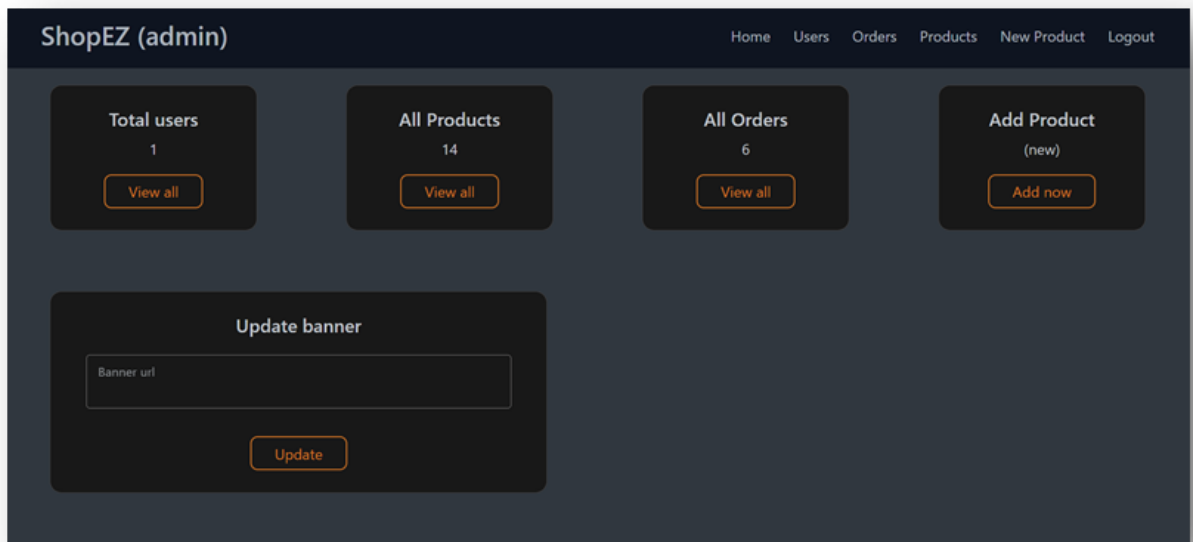 ShopEZ (admin)
Home Users Orders Products New Product Logout
Total users
1
View all
All Products
14
View all
All Orders
6
View all
Add Product
(new)
Add now
Update banner
Banner url
Update